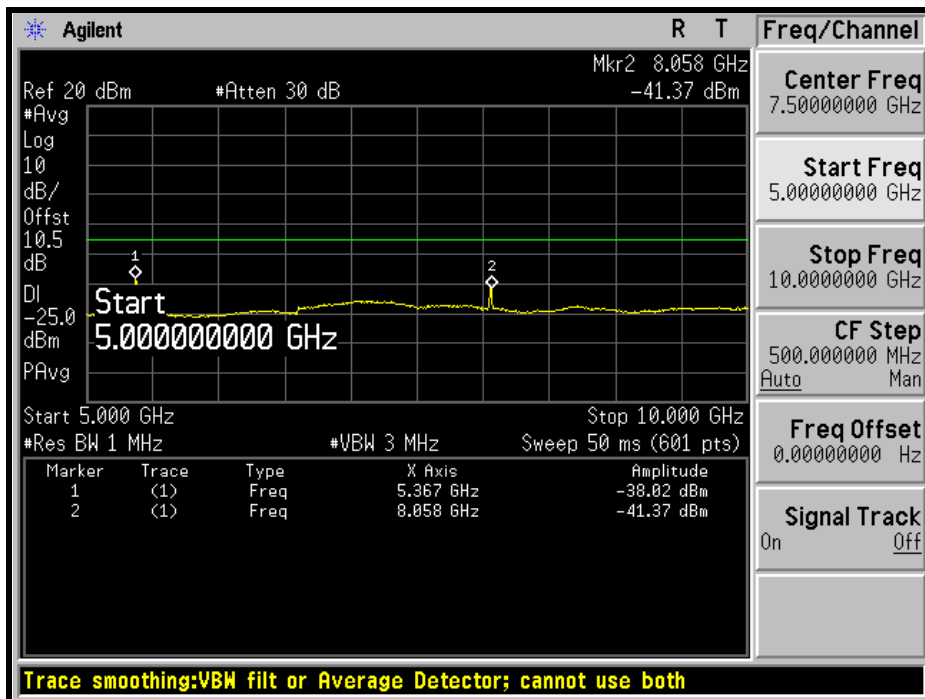 Agilent R T
Mkr2 8.058 GHz
Ref 20 dBm #Atten 30 dB -41.37 dBm
#Avg
Log
10
dB/
Offst
10.5
dB
DI
-25.0
dBm
PAvg
1
2
Start
5.000000000 GHz
Start 5.000 GHz Stop 10.000 GHz
#Res BW 1 MHz #VBW 3 MHz Sweep 50 ms (601 pts)
Marker Trace Type X Axis Amplitude
1 (1) Freq 5.367 GHz -38.02 dBm
2 (1) Freq 8.058 GHz -41.37 dBm
Trace smoothing:VBW filt or Average Detector; cannot use both
Freq/Channel
Center Freq
7.50000000 GHz
Start Freq
5.00000000 GHz
Stop Freq
10.0000000 GHz
CF Step
500.000000 MHz
Auto Man
Freq Offset
0.00000000 Hz
Signal Track
On Off